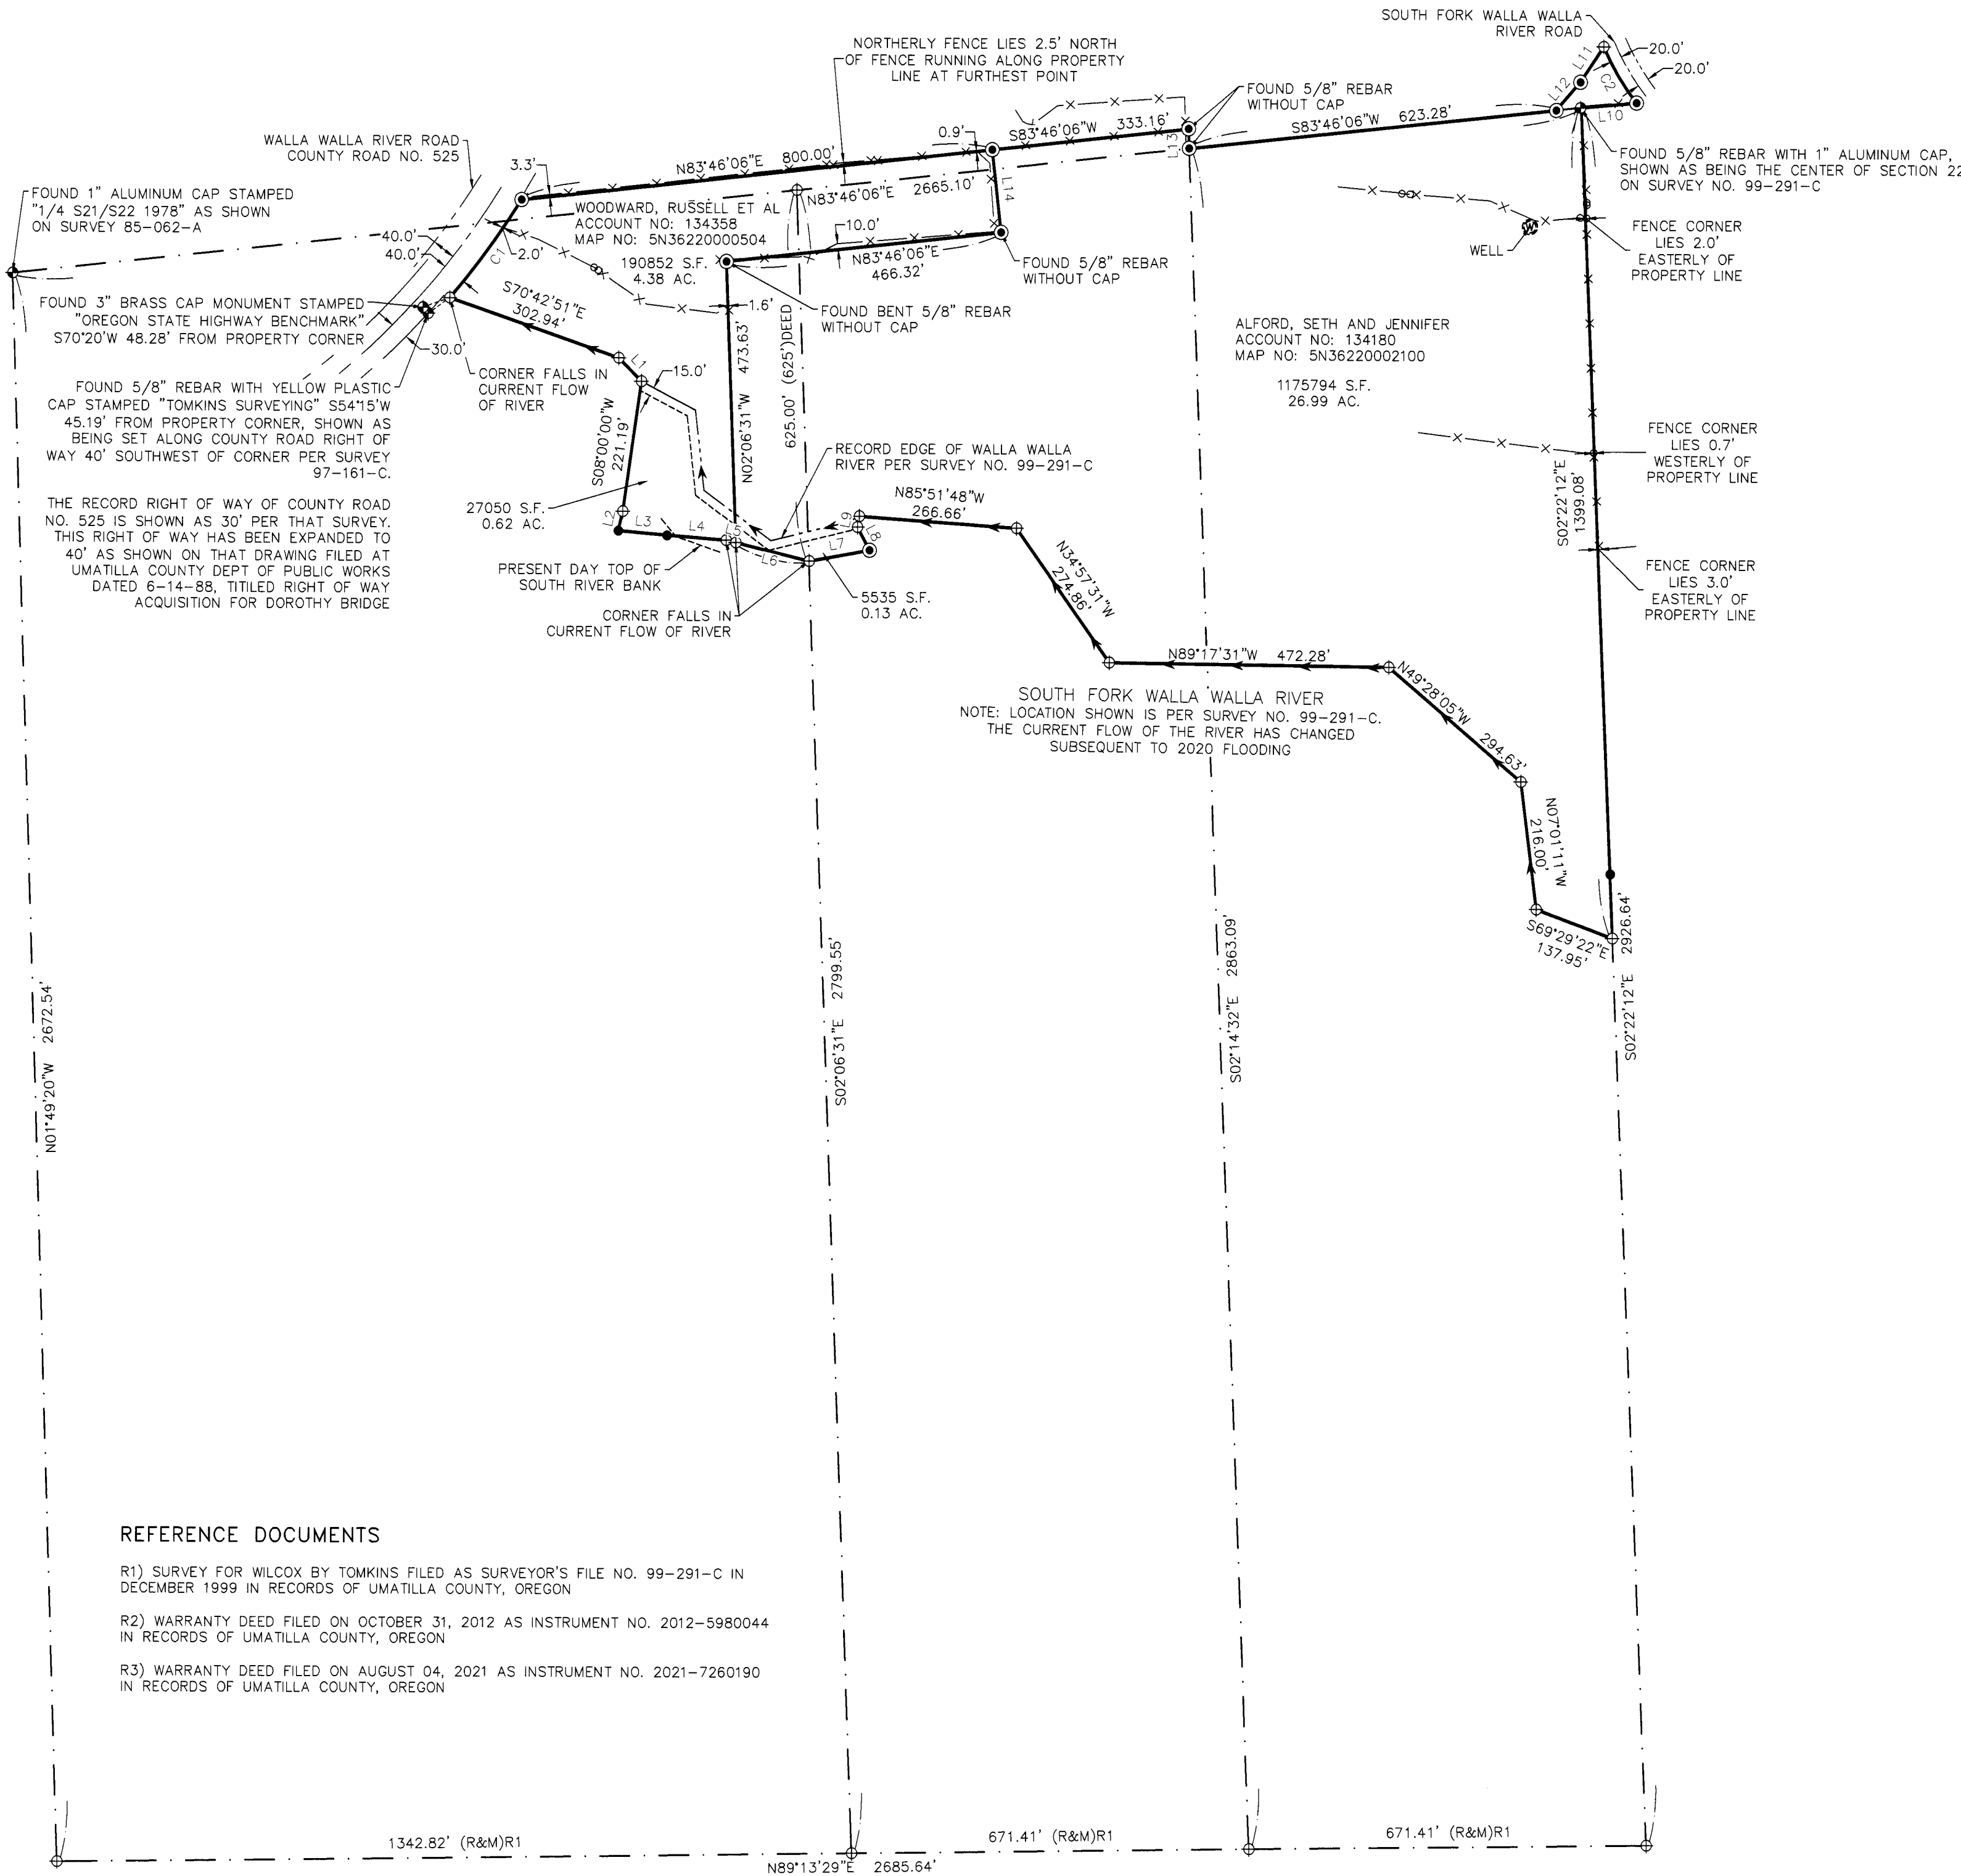 SOUTH FORK WALLA WALLA
RIVER ROAD
20.0'
20.0'
NORTHERLY FENCE LIES 2.5' NORTH
OF FENCE RUNNING ALONG PROPERTY
LINE AT FURTHEST POINT
L11
L12
C2
L10
FOUND 5/8" REBAR
WITHOUT CAP
WALLA WALLA RIVER ROAD
COUNTY ROAD NO. 525
0.9'
S83°46'06"W 333.16'
L13
S83°46'06"W 623.28'
3.3'
N83°46'06"E 800.00'
N83°46'06"E 2665.10'
L14
FOUND 5/8" REBAR WITH 1" ALUMINUM CAP,
SHOWN AS BEING THE CENTER OF SECTION 22
ON SURVEY NO. 99-291-C
FOUND 1" ALUMINUM CAP STAMPED
"1/4 S21/S22 1978" AS SHOWN
ON SURVEY 85-062-A
WOODWARD, RUSSELL ET AL
ACCOUNT NO: 134358
MAP NO: 5N36220000504
190852 S.F.
4.38 AC.
40.0'
40.0'
C1
2.0'
10.0'
N83°46'06"E
466.32'
FOUND 5/8" REBAR
WITHOUT CAP
WELL
W
FENCE CORNER
LIES 2.0'
EASTERLY OF
PROPERTY LINE
FOUND 3" BRASS CAP MONUMENT STAMPED
"OREGON STATE HIGHWAY BENCHMARK"
S70°20'W 48.28' FROM PROPERTY CORNER
30.0'
S70°42'51"E
302.94'
1.6'
FOUND BENT 5/8" REBAR
WITHOUT CAP
ALFORD, SETH AND JENNIFER
ACCOUNT NO: 134180
MAP NO: 5N36220002100
1175794 S.F.
26.99 AC.
FOUND 5/8" REBAR WITH YELLOW PLASTIC
CAP STAMPED "TOMKINS SURVEYING" S54°15'W
45.19' FROM PROPERTY CORNER, SHOWN AS
BEING SET ALONG COUNTY ROAD RIGHT OF
WAY 40' SOUTHWEST OF CORNER PER SURVEY
97-161-C.
THE RECORD RIGHT OF WAY OF COUNTY ROAD
NO. 525 IS SHOWN AS 30' PER THAT SURVEY.
THIS RIGHT OF WAY HAS BEEN EXPANDED TO
40' AS SHOWN ON THAT DRAWING FILED AT
UMATILLA COUNTY DEPT OF PUBLIC WORKS
DATED 6-14-88, TITILED RIGHT OF WAY
ACQUISITION FOR DOROTHY BRIDGE
CORNER FALLS IN
CURRENT FLOW
OF RIVER
L1
15.0'
S08°00'00"W
221.19'
N02°06'31"W 473.63'
625.00' (625')DEED
RECORD EDGE OF WALLA WALLA
RIVER PER SURVEY NO. 99-291-C
27050 S.F.
0.62 AC.
L2
L3
L4
L5
L6
L7
L8
L9
N85°51'48"W
266.66'
PRESENT DAY TOP OF
SOUTH RIVER BANK
CORNER FALLS IN
CURRENT FLOW OF RIVER
5535 S.F.
0.13 AC.
N34°57'31"W
274.86'
S02°22'12"E
1399.08'
FENCE CORNER
LIES 0.7'
WESTERLY OF
PROPERTY LINE
FENCE CORNER
LIES 3.0'
EASTERLY OF
PROPERTY LINE
N89°17'31"W 472.28'
SOUTH FORK WALLA WALLA RIVER
NOTE: LOCATION SHOWN IS PER SURVEY NO. 99-291-C.
THE CURRENT FLOW OF THE RIVER HAS CHANGED
SUBSEQUENT TO 2020 FLOODING
N49°28'05"W 294.63'
N07°01'11"W
216.00'
S69°29'22"E
137.95'
N01°49'20"W 2672.54'
S02°06'31"E 2799.55'
S02°14'32"E 2863.09'
S02°22'12"E 2926.64'
REFERENCE DOCUMENTS
R1) SURVEY FOR WILCOX BY TOMKINS FILED AS SURVEYOR'S FILE NO. 99-291-C IN
DECEMBER 1999 IN RECORDS OF UMATILLA COUNTY, OREGON
R2) WARRANTY DEED FILED ON OCTOBER 31, 2012 AS INSTRUMENT NO. 2012-5980044
IN RECORDS OF UMATILLA COUNTY, OREGON
R3) WARRANTY DEED FILED ON AUGUST 04, 2021 AS INSTRUMENT NO. 2021-7260190
IN RECORDS OF UMATILLA COUNTY, OREGON
1342.82' (R&M)R1
671.41' (R&M)R1
671.41' (R&M)R1
N89°13'29"E 2685.64'